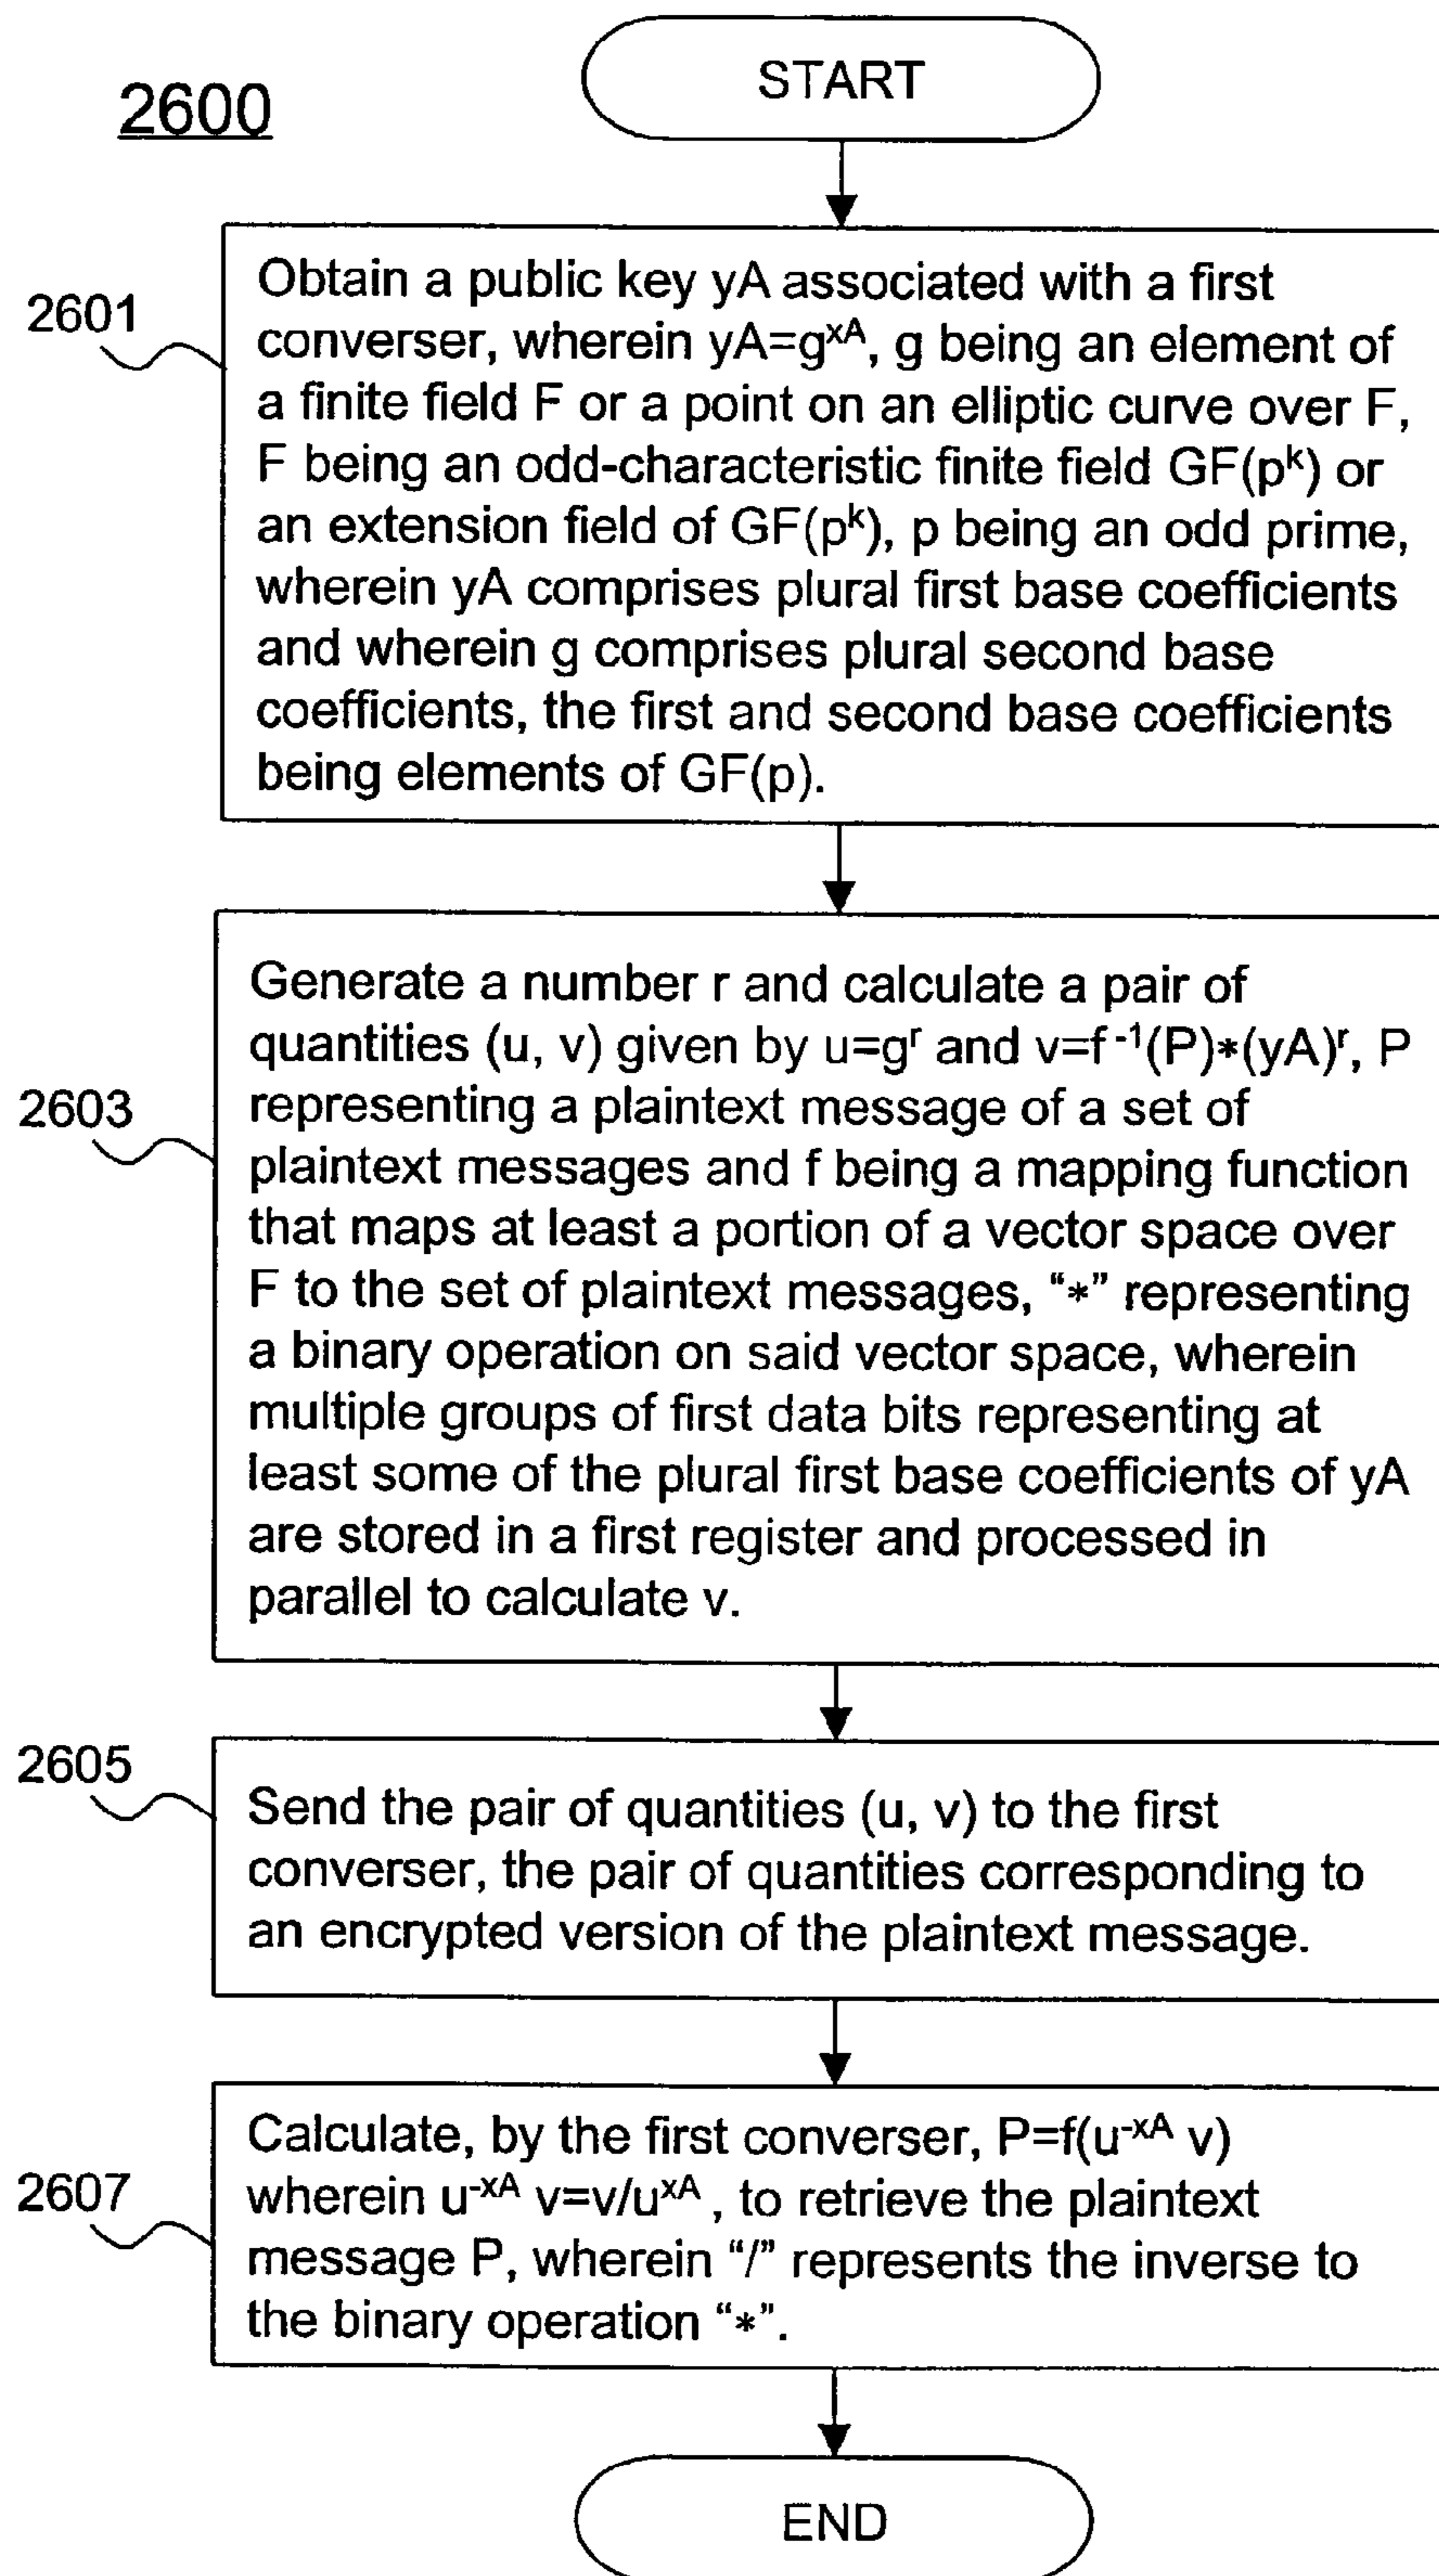 START
2600
2601
Obtain a public key yA associated with a first
converser, wherein yA=g^xA, g being an element of
a finite field F or a point on an elliptic curve over F,
F being an odd-characteristic finite field GF(p^k) or
an extension field of GF(p^k), p being an odd prime,
wherein yA comprises plural first base coefficients
and wherein g comprises plural second base
coefficients, the first and second base coefficients
being elements of GF(p).
2603
Generate a number r and calculate a pair of
quantities (u, v) given by u=g^r and v=f^-1(P)*(yA)^r, P
representing a plaintext message of a set of
plaintext messages and f being a mapping function
that maps at least a portion of a vector space over
F to the set of plaintext messages, “*” representing
a binary operation on said vector space, wherein
multiple groups of first data bits representing at
least some of the plural first base coefficients of yA
are stored in a first register and processed in
parallel to calculate v.
2605
Send the pair of quantities (u, v) to the first
converser, the pair of quantities corresponding to
an encrypted version of the plaintext message.
2607
Calculate, by the first converser, P=f(u^-xA v)
wherein u^-xA v=v/u^xA , to retrieve the plaintext
message P, wherein “/” represents the inverse to
the binary operation “*”.
END